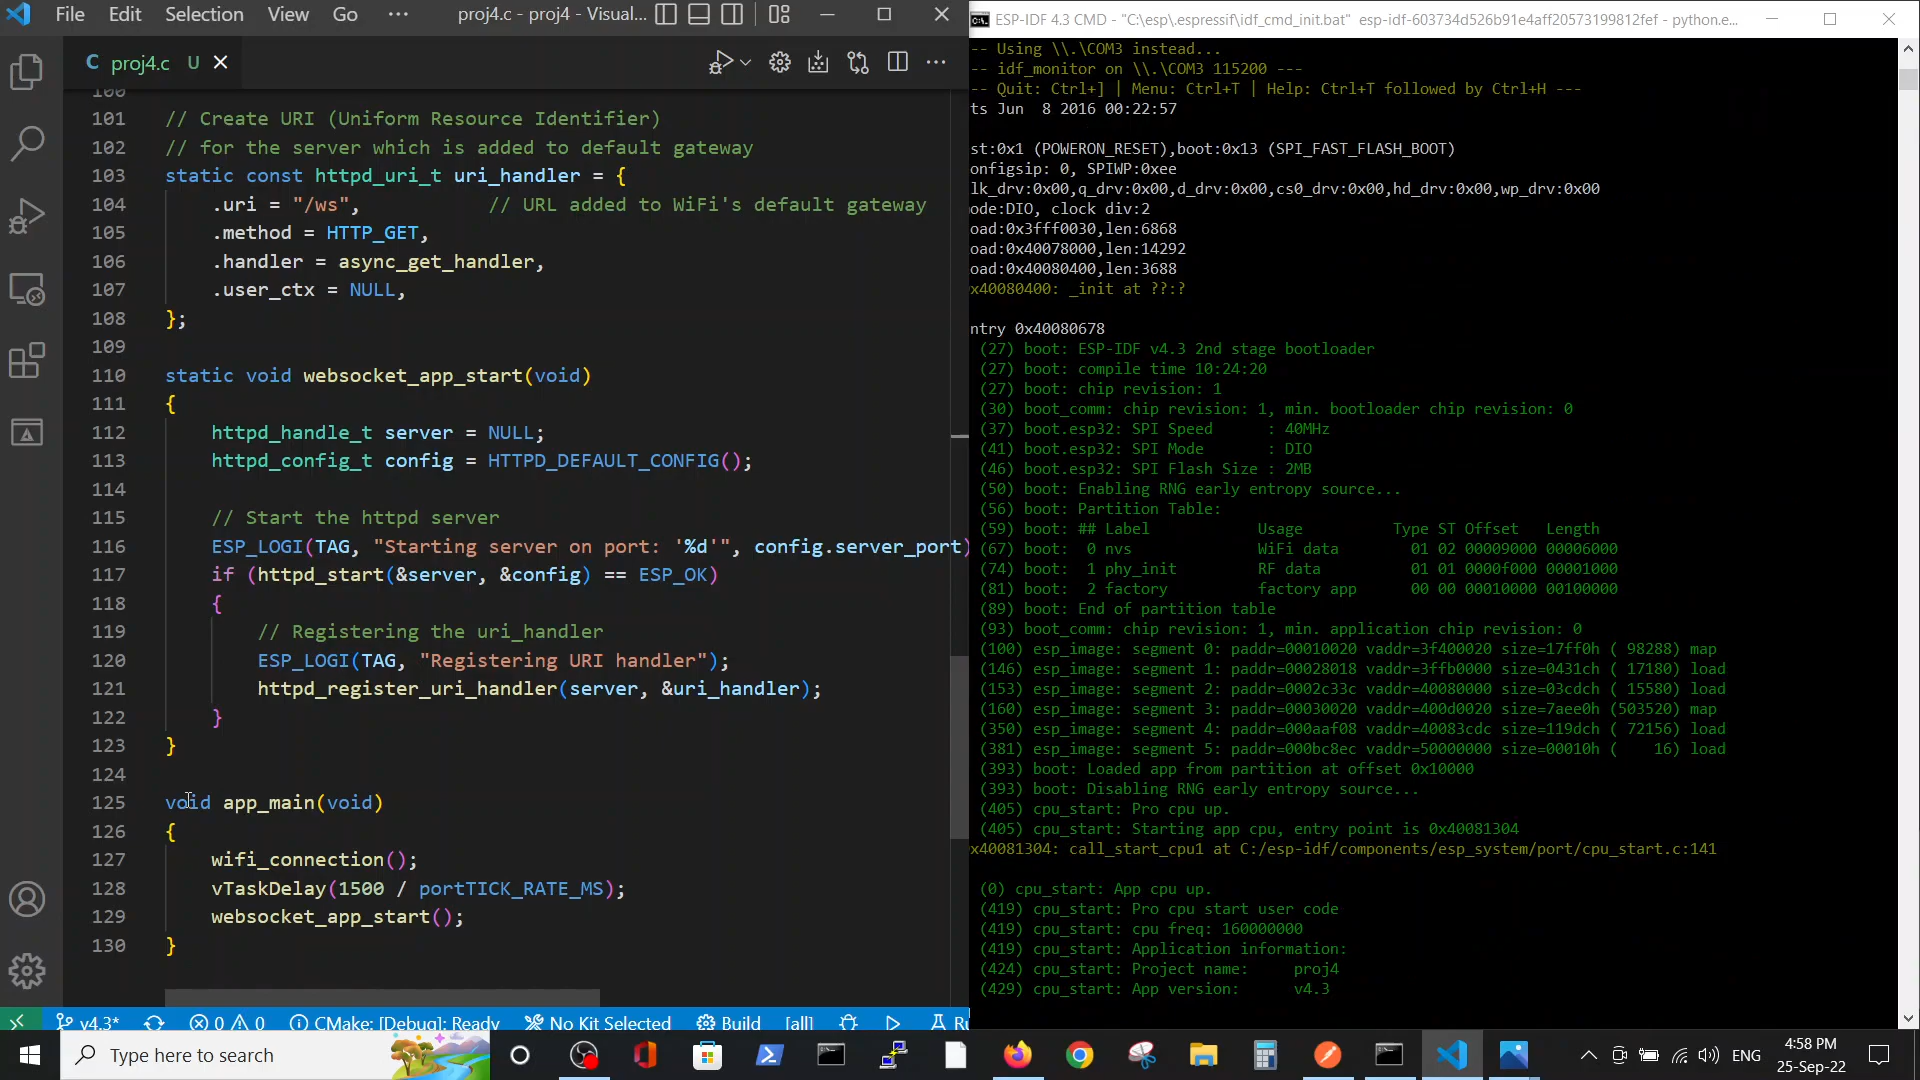 File Edit Selection View Go ··· proj4.c - proj4 - Visual...
C proj4.c U
100
101 // Create URI (Uniform Resource Identifier)
102 // for the server which is added to default gateway
103 static const httpd_uri_t uri_handler = {
104 .uri = "/ws", // URL added to WiFi's default gateway
105 .method = HTTP_GET,
106 .handler = async_get_handler,
107 .user_ctx = NULL,
108 };
109
110 static void websocket_app_start(void)
111 {
112 httpd_handle_t server = NULL;
113 httpd_config_t config = HTTPD_DEFAULT_CONFIG();
114
115 // Start the httpd server
116 ESP_LOGI(TAG, "Starting server on port: '%d'", config.server_port)
117 if (httpd_start(&server, &config) == ESP_OK)
118 {
119 // Registering the uri_handler
120 ESP_LOGI(TAG, "Registering URI handler");
121 httpd_register_uri_handler(server, &uri_handler);
122 }
123 }
124
125 void app_main(void)
126 {
127 wifi_connection();
128 vTaskDelay(1500 / portTICK_RATE_MS);
129 websocket_app_start();
130 }
v4.3* 0 0 CMake: [Debug]: Ready No Kit Selected Build [all] Ru
ESP-IDF 4.3 CMD - "C:\esp\.espressif\idf_cmd_init.bat" esp-idf-603734d526b91e4aff20573199812fef - python.e...
-- Using \\.\COM3 instead...
-- idf_monitor on \\.\COM3 115200 ---
-- Quit: Ctrl+] | Menu: Ctrl+T | Help: Ctrl+T followed by Ctrl+H ---
ts Jun  8 2016 00:22:57
st:0x1 (POWERON_RESET),boot:0x13 (SPI_FAST_FLASH_BOOT)
onfigsip: 0, SPIWP:0xee
lk_drv:0x00,q_drv:0x00,d_drv:0x00,cs0_drv:0x00,hd_drv:0x00,wp_drv:0x00
ode:DIO, clock div:2
oad:0x3fff0030,len:6868
oad:0x40078000,len:14292
oad:0x40080400,len:3688
x40080400: _init at ??:?
ntry 0x40080678
(27) boot: ESP-IDF v4.3 2nd stage bootloader
(27) boot: compile time 10:24:20
(27) boot: chip revision: 1
(30) boot_comm: chip revision: 1, min. bootloader chip revision: 0
(37) boot.esp32: SPI Speed : 40MHz
(41) boot.esp32: SPI Mode : DIO
(46) boot.esp32: SPI Flash Size : 2MB
(50) boot: Enabling RNG early entropy source...
(56) boot: Partition Table:
(59) boot: ## Label Usage Type ST Offset Length
(67) boot: 0 nvs WiFi data 01 02 00009000 00006000
(74) boot: 1 phy_init RF data 01 01 0000f000 00001000
(81) boot: 2 factory factory app 00 00 00010000 00100000
(89) boot: End of partition table
(93) boot_comm: chip revision: 1, min. application chip revision: 0
(100) esp_image: segment 0: paddr=00010020 vaddr=3f400020 size=17ff0h ( 98288) map
(146) esp_image: segment 1: paddr=00028018 vaddr=3ffb0000 size=0431ch ( 17180) load
(153) esp_image: segment 2: paddr=0002c33c vaddr=40080000 size=03cdch ( 15580) load
(160) esp_image: segment 3: paddr=00030020 vaddr=400d0020 size=7aee0h (503520) map
(350) esp_image: segment 4: paddr=000aaf08 vaddr=40083cdc size=119dch ( 72156) load
(381) esp_image: segment 5: paddr=000bc8ec vaddr=50000000 size=00010h ( 16) load
(393) boot: Loaded app from partition at offset 0x10000
(393) boot: Disabling RNG early entropy source...
(405) cpu_start: Pro cpu up.
(405) cpu_start: Starting app cpu, entry point is 0x40081304
x40081304: call_start_cpu1 at C:/esp-idf/components/esp_system/port/cpu_start.c:141
(0) cpu_start: App cpu up.
(419) cpu_start: Pro cpu start user code
(419) cpu_start: cpu freq: 160000000
(419) cpu_start: Application information:
(424) cpu_start: Project name: proj4
(429) cpu_start: App version: v4.3
Type here to search
ENG
4:58 PM
25-Sep-22